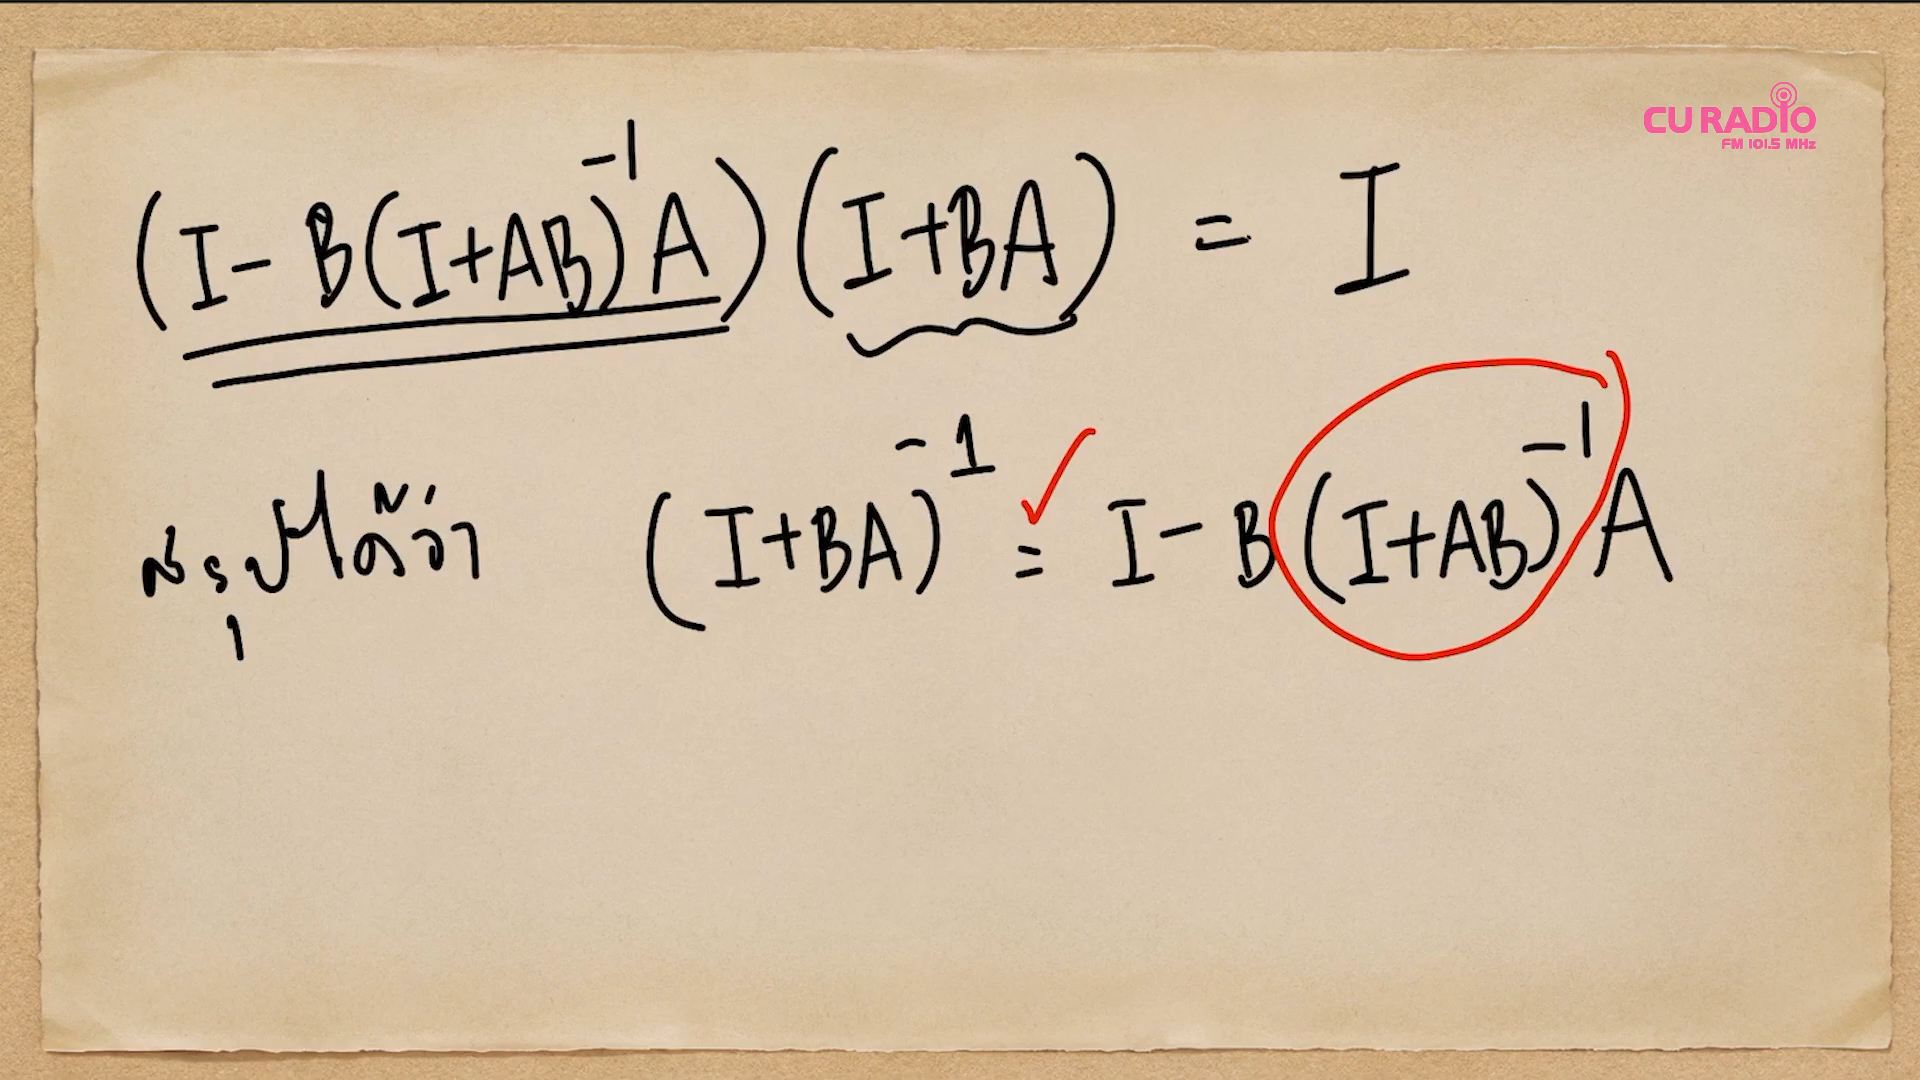 CU RADIO
FM 101.5 MHz
(I - B(I+AB)⁻¹A)(I+BA) = I
สรุปได้ว่า (I+BA)⁻¹ = I - B(I+AB)⁻¹A